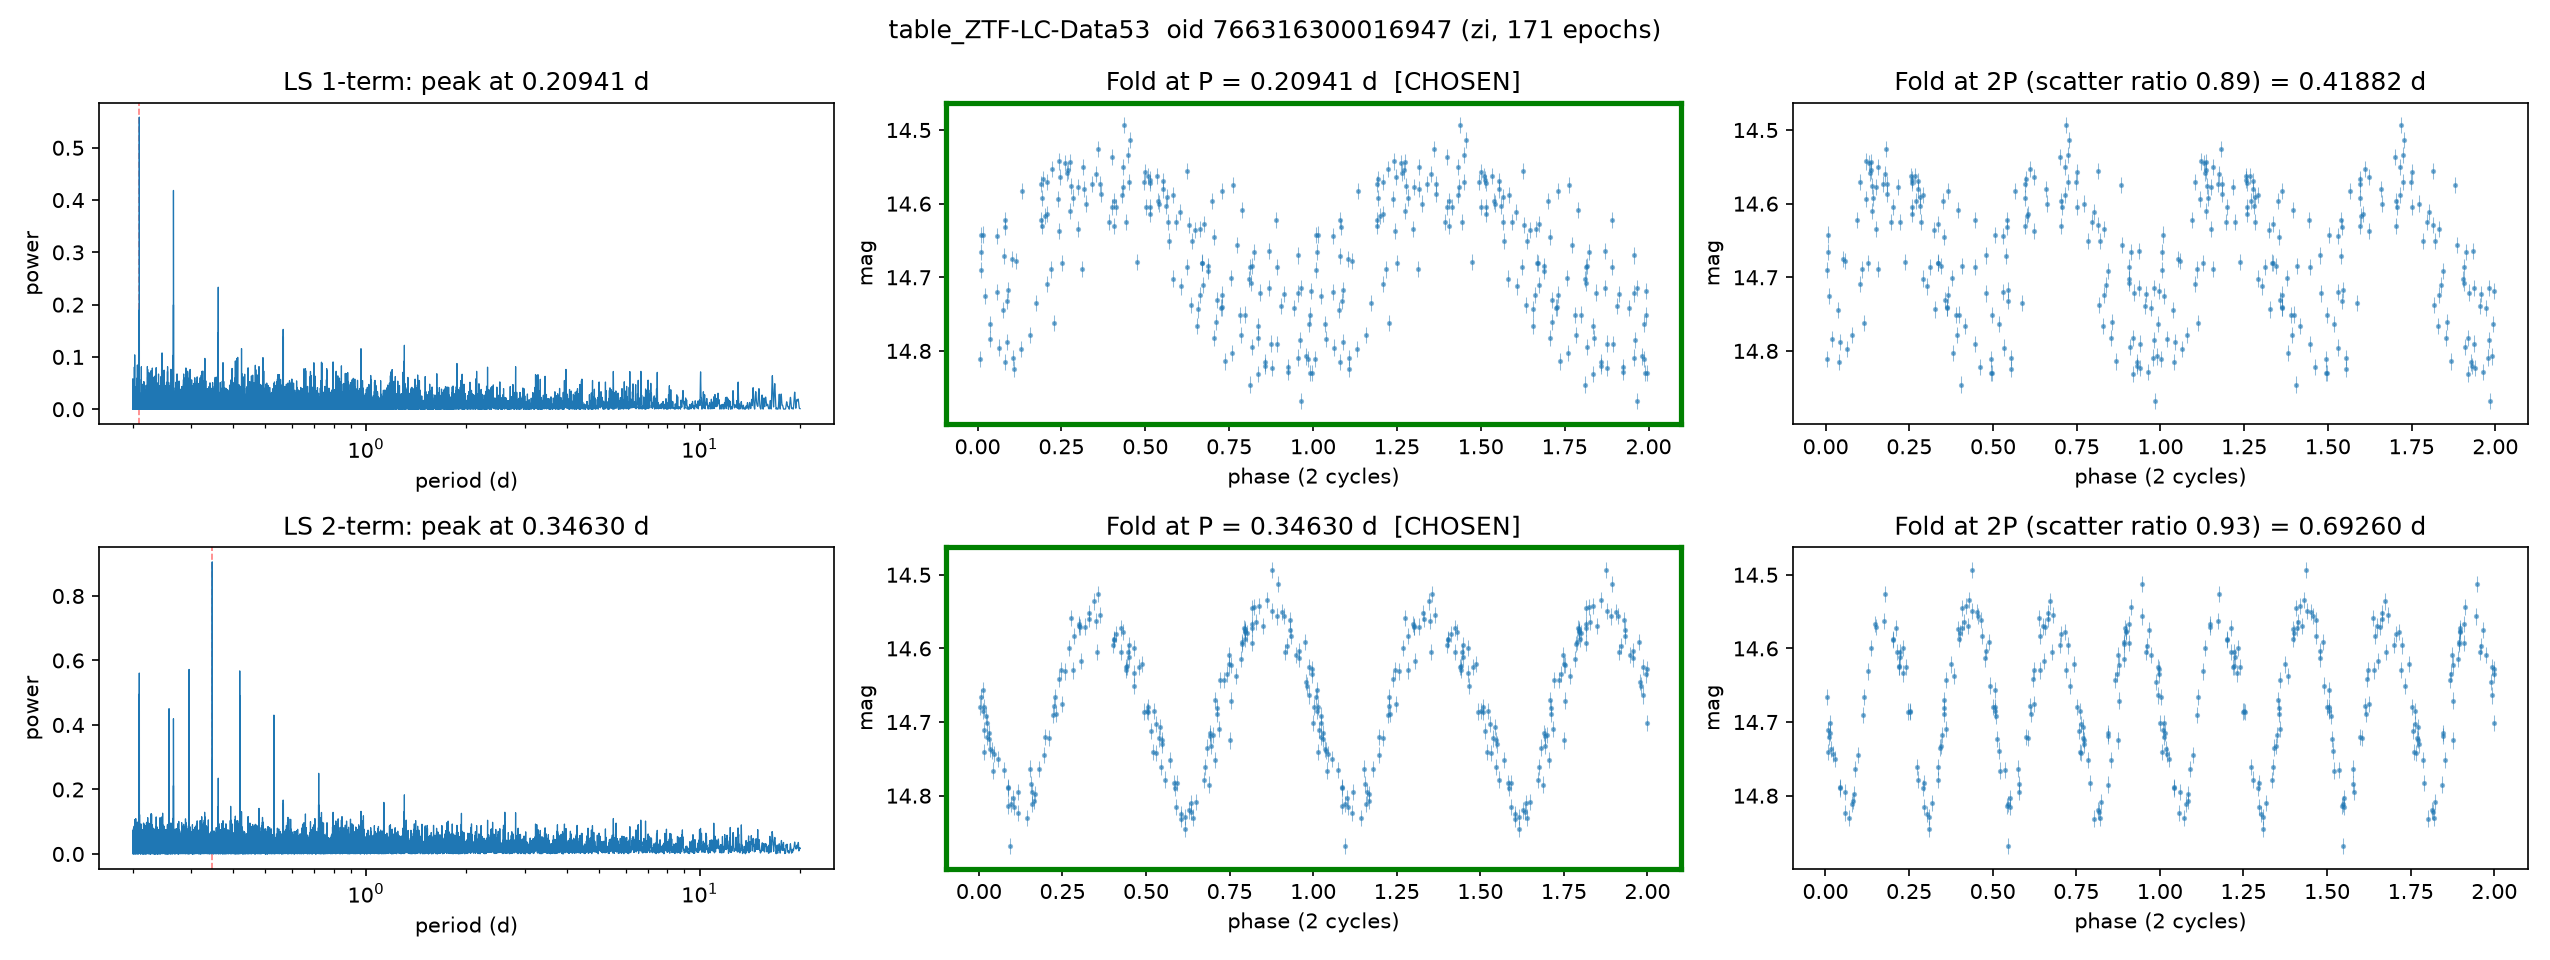 table_ZTF-LC-Data53  oid 766316300016947 (zi, 171 epochs)
LS 1-term: peak at 0.20941 d
power
0.5
0.4
0.3
0.2
0.1
0.0
10⁰
10¹
period (d)
Fold at P = 0.20941 d  [CHOSEN]
mag
14.5
14.6
14.7
14.8
0.00 0.25 0.50 0.75 1.00 1.25 1.50 1.75 2.00
phase (2 cycles)
Fold at 2P (scatter ratio 0.89) = 0.41882 d
mag
14.5
14.6
14.7
14.8
0.00 0.25 0.50 0.75 1.00 1.25 1.50 1.75 2.00
phase (2 cycles)
LS 2-term: peak at 0.34630 d
power
0.8
0.6
0.4
0.2
0.0
10⁰
10¹
period (d)
Fold at P = 0.34630 d  [CHOSEN]
mag
14.5
14.6
14.7
14.8
0.00 0.25 0.50 0.75 1.00 1.25 1.50 1.75 2.00
phase (2 cycles)
Fold at 2P (scatter ratio 0.93) = 0.69260 d
mag
14.5
14.6
14.7
14.8
0.00 0.25 0.50 0.75 1.00 1.25 1.50 1.75 2.00
phase (2 cycles)